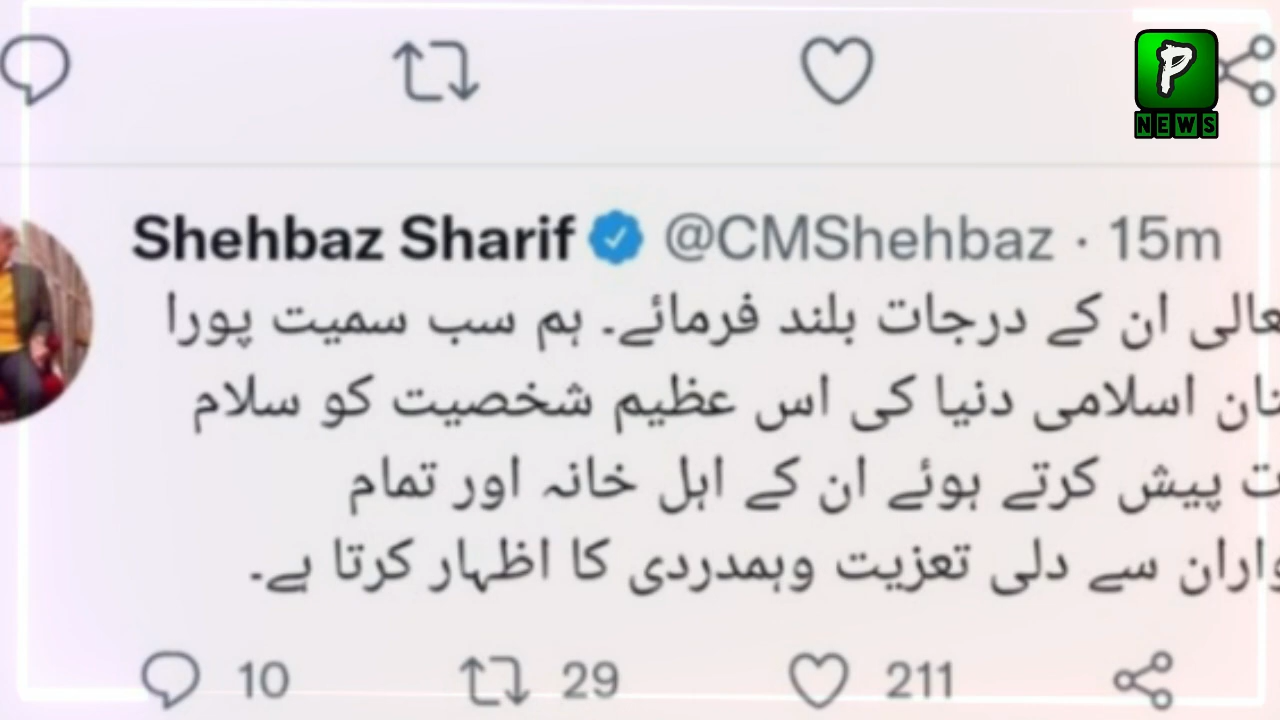 P
NEWS
Shehbaz Sharif @CMShehbaz · 15m
ان کے درجات بلند فرمائے۔ ہم سب سمیت پورا
اسلامی دنیا کی اس عظیم شخصیت کو سلام
پیش کرتے ہوئے ان کے اہل خانہ اور تمام
سے دلی تعزیت وہمدردی کا اظہار کرتا ہے۔
10 29 211